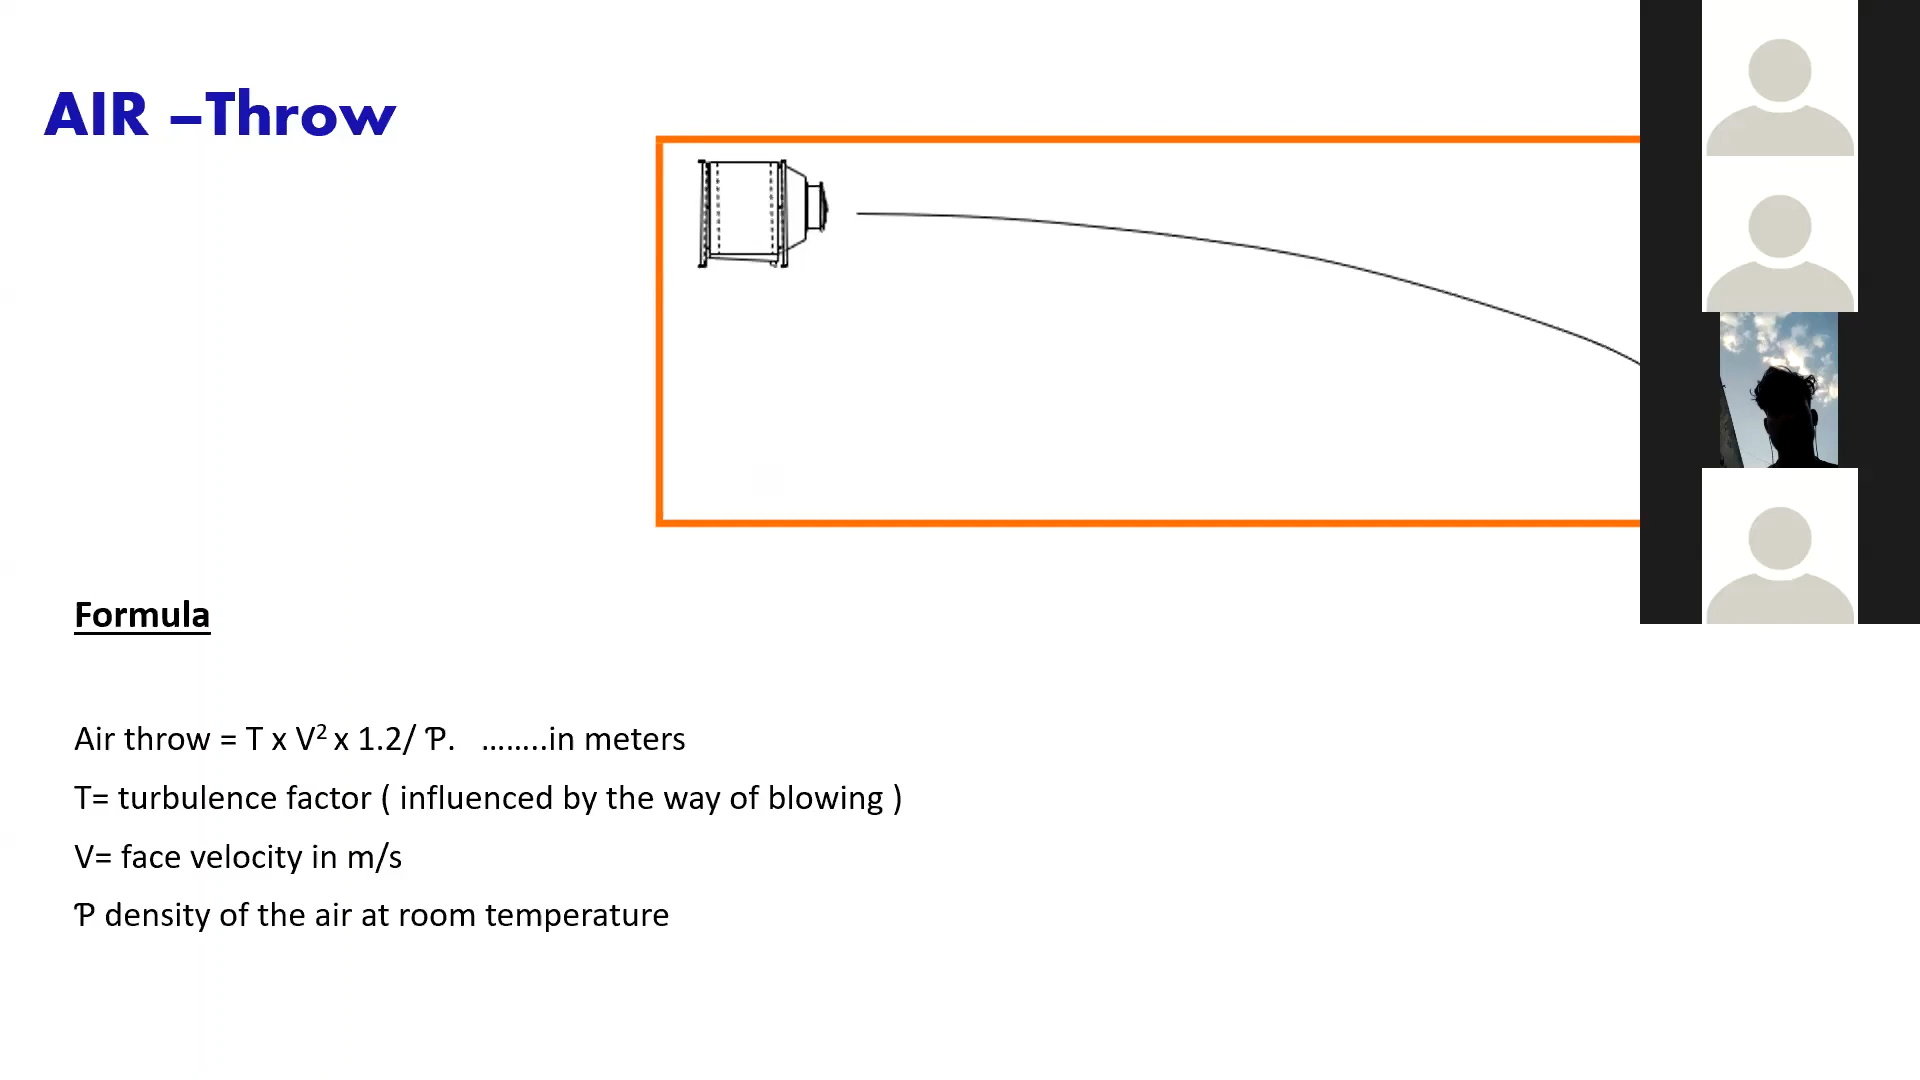 AIR –Throw
Formula
Air throw = T x V² x 1.2/ Ƥ. ........in meters
T= turbulence factor ( influenced by the way of blowing )
V= face velocity in m/s
Ƥ density of the air at room temperature